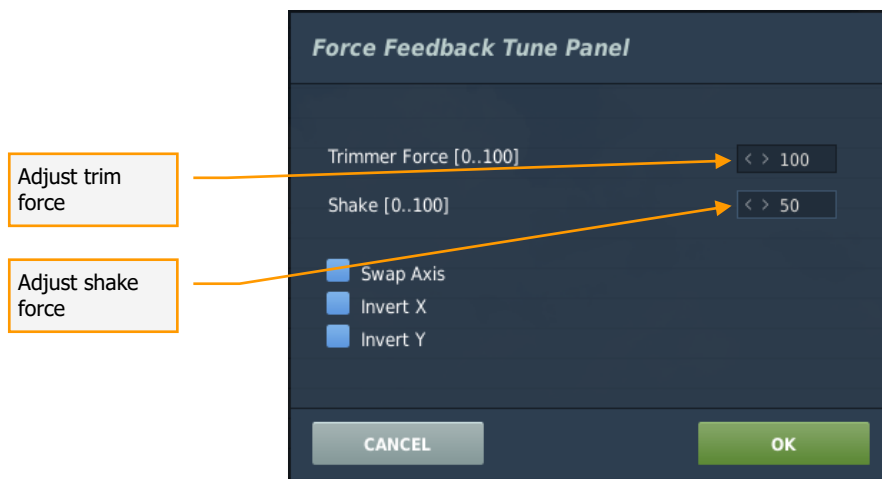 Force Feedback Tune Panel
Adjust trim
force
Trimmer Force [0..100]
< > 100
Shake [0..100]
< > 50
Adjust shake
force
Swap Axis
Invert X
Invert Y
CANCEL
OK